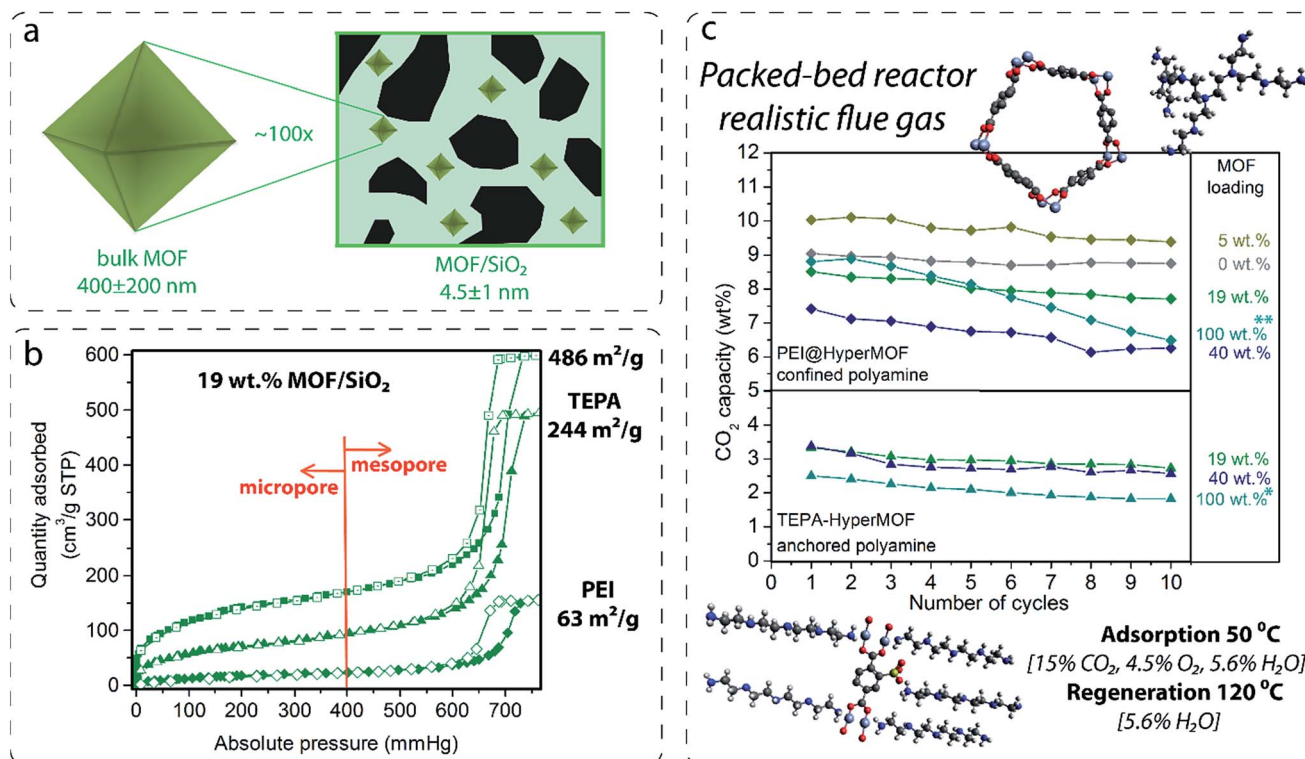 a
~100x
bulk MOF
400±200 nm
MOF/SiO₂
4.5±1 nm
b
600
500
400
300
200
100
0
Quantity adsorbed
(cm³/g STP)
19 wt.% MOF/SiO₂
mesopore
micropore
486 m²/g
TEPA
244 m²/g
PEI
63 m²/g
0 100 200 300 400 500 600 700
Absolute pressure (mmHg)
c
Packed-bed reactor
realistic flue gas
12
11
10
9
8
7
6
5
4
3
2
1
0
CO₂ capacity (wt%)
MOF
loading
5 wt.%
0 wt.%
19 wt.%
**
100 wt.%
40 wt.%
PEI@HyperMOF
confined polyamine
19 wt.%
40 wt.%
100 wt.%*
TEPA-HyperMOF
anchored polyamine
0 1 2 3 4 5 6 7 8 9 10
Number of cycles
Adsorption 50 ⁰C
[15% CO₂, 4.5% O₂, 5.6% H₂O]
Regeneration 120 ⁰C
[5.6% H₂O]